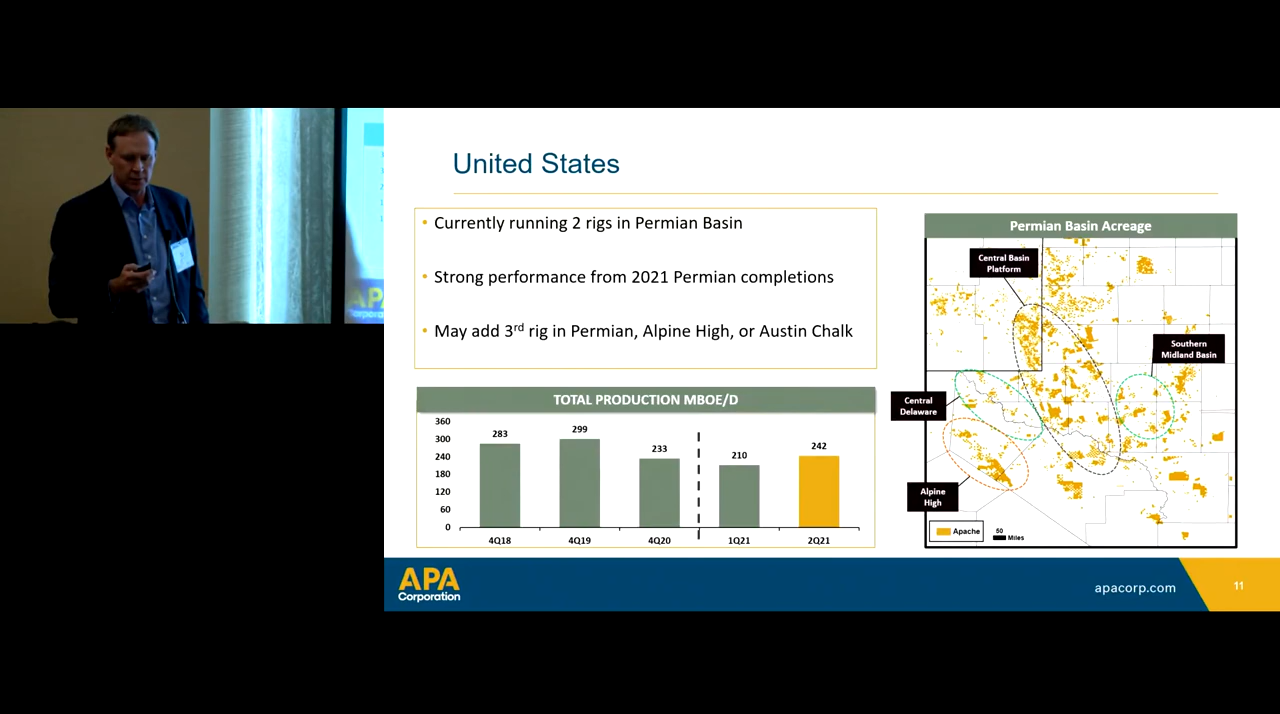 United States
• Currently running 2 rigs in Permian Basin
• Strong performance from 2021 Permian completions
• May add 3rd rig in Permian, Alpine High, or Austin Chalk
TOTAL PRODUCTION MBOE/D
360
300
240
180
120
60
0
283
299
233
210
242
4Q18
4Q19
4Q20
1Q21
2Q21
Permian Basin Acreage
Central Basin
Platform
Southern
Midland Basin
Central
Delaware
Alpine
High
Apache
50
Miles
APA
Corporation
apacorp.com
11
AP
Corporat